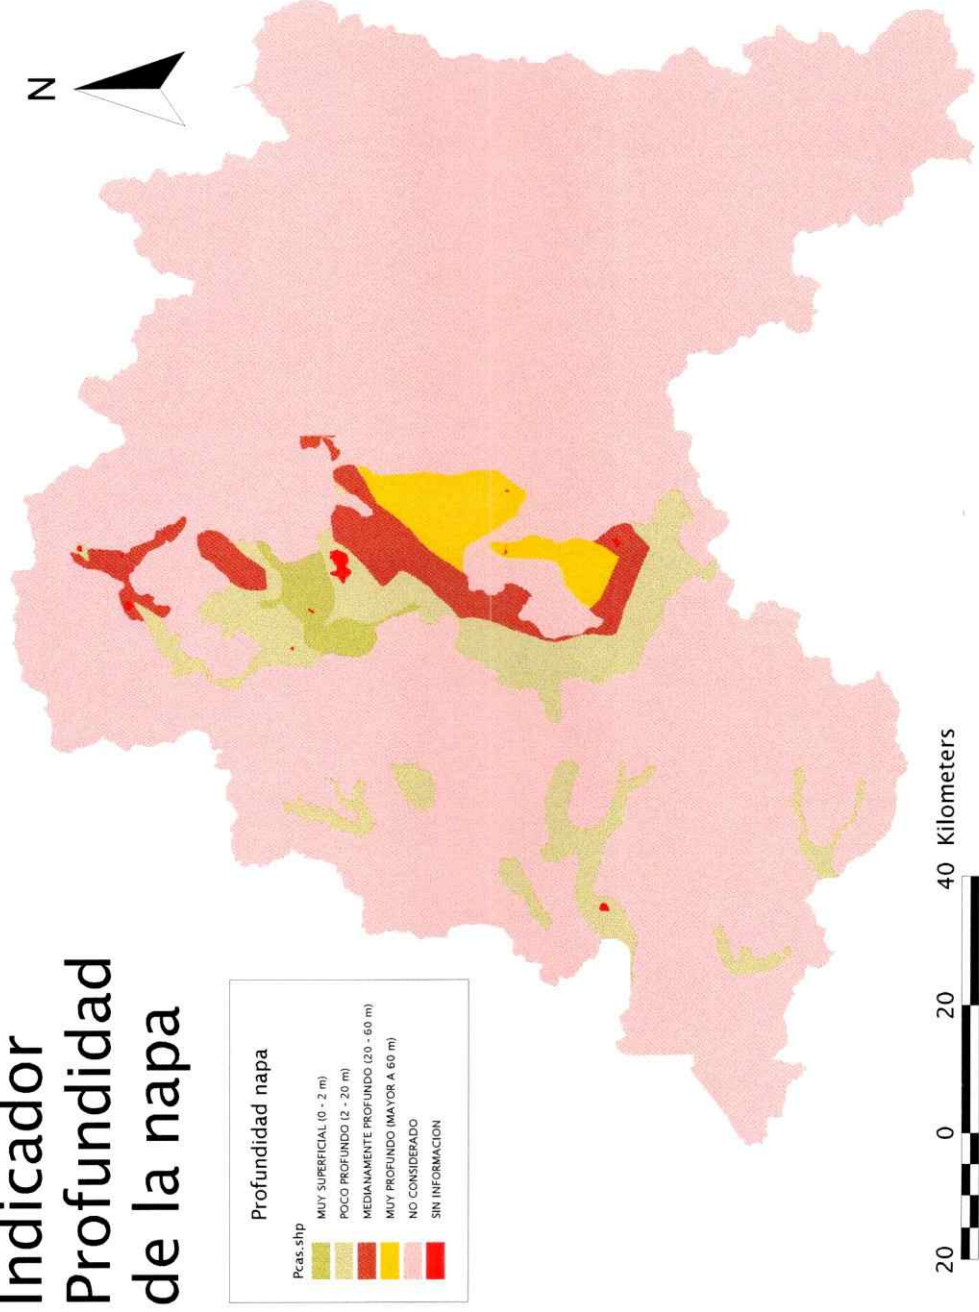 Indicador
Profundidad
de la napa
N
Profundidad napa
Pcas.shp
MUY SUPERFICIAL (0 - 2 m)
POCO PROFUNDO (2 - 20 m)
MEDIANAMENTE PROFUNDO (20 - 60 m)
MUY PROFUNDO (MAYOR A 60 m)
NO CONSIDERADO
SIN INFORMACION
20 0 20 40 Kilometers